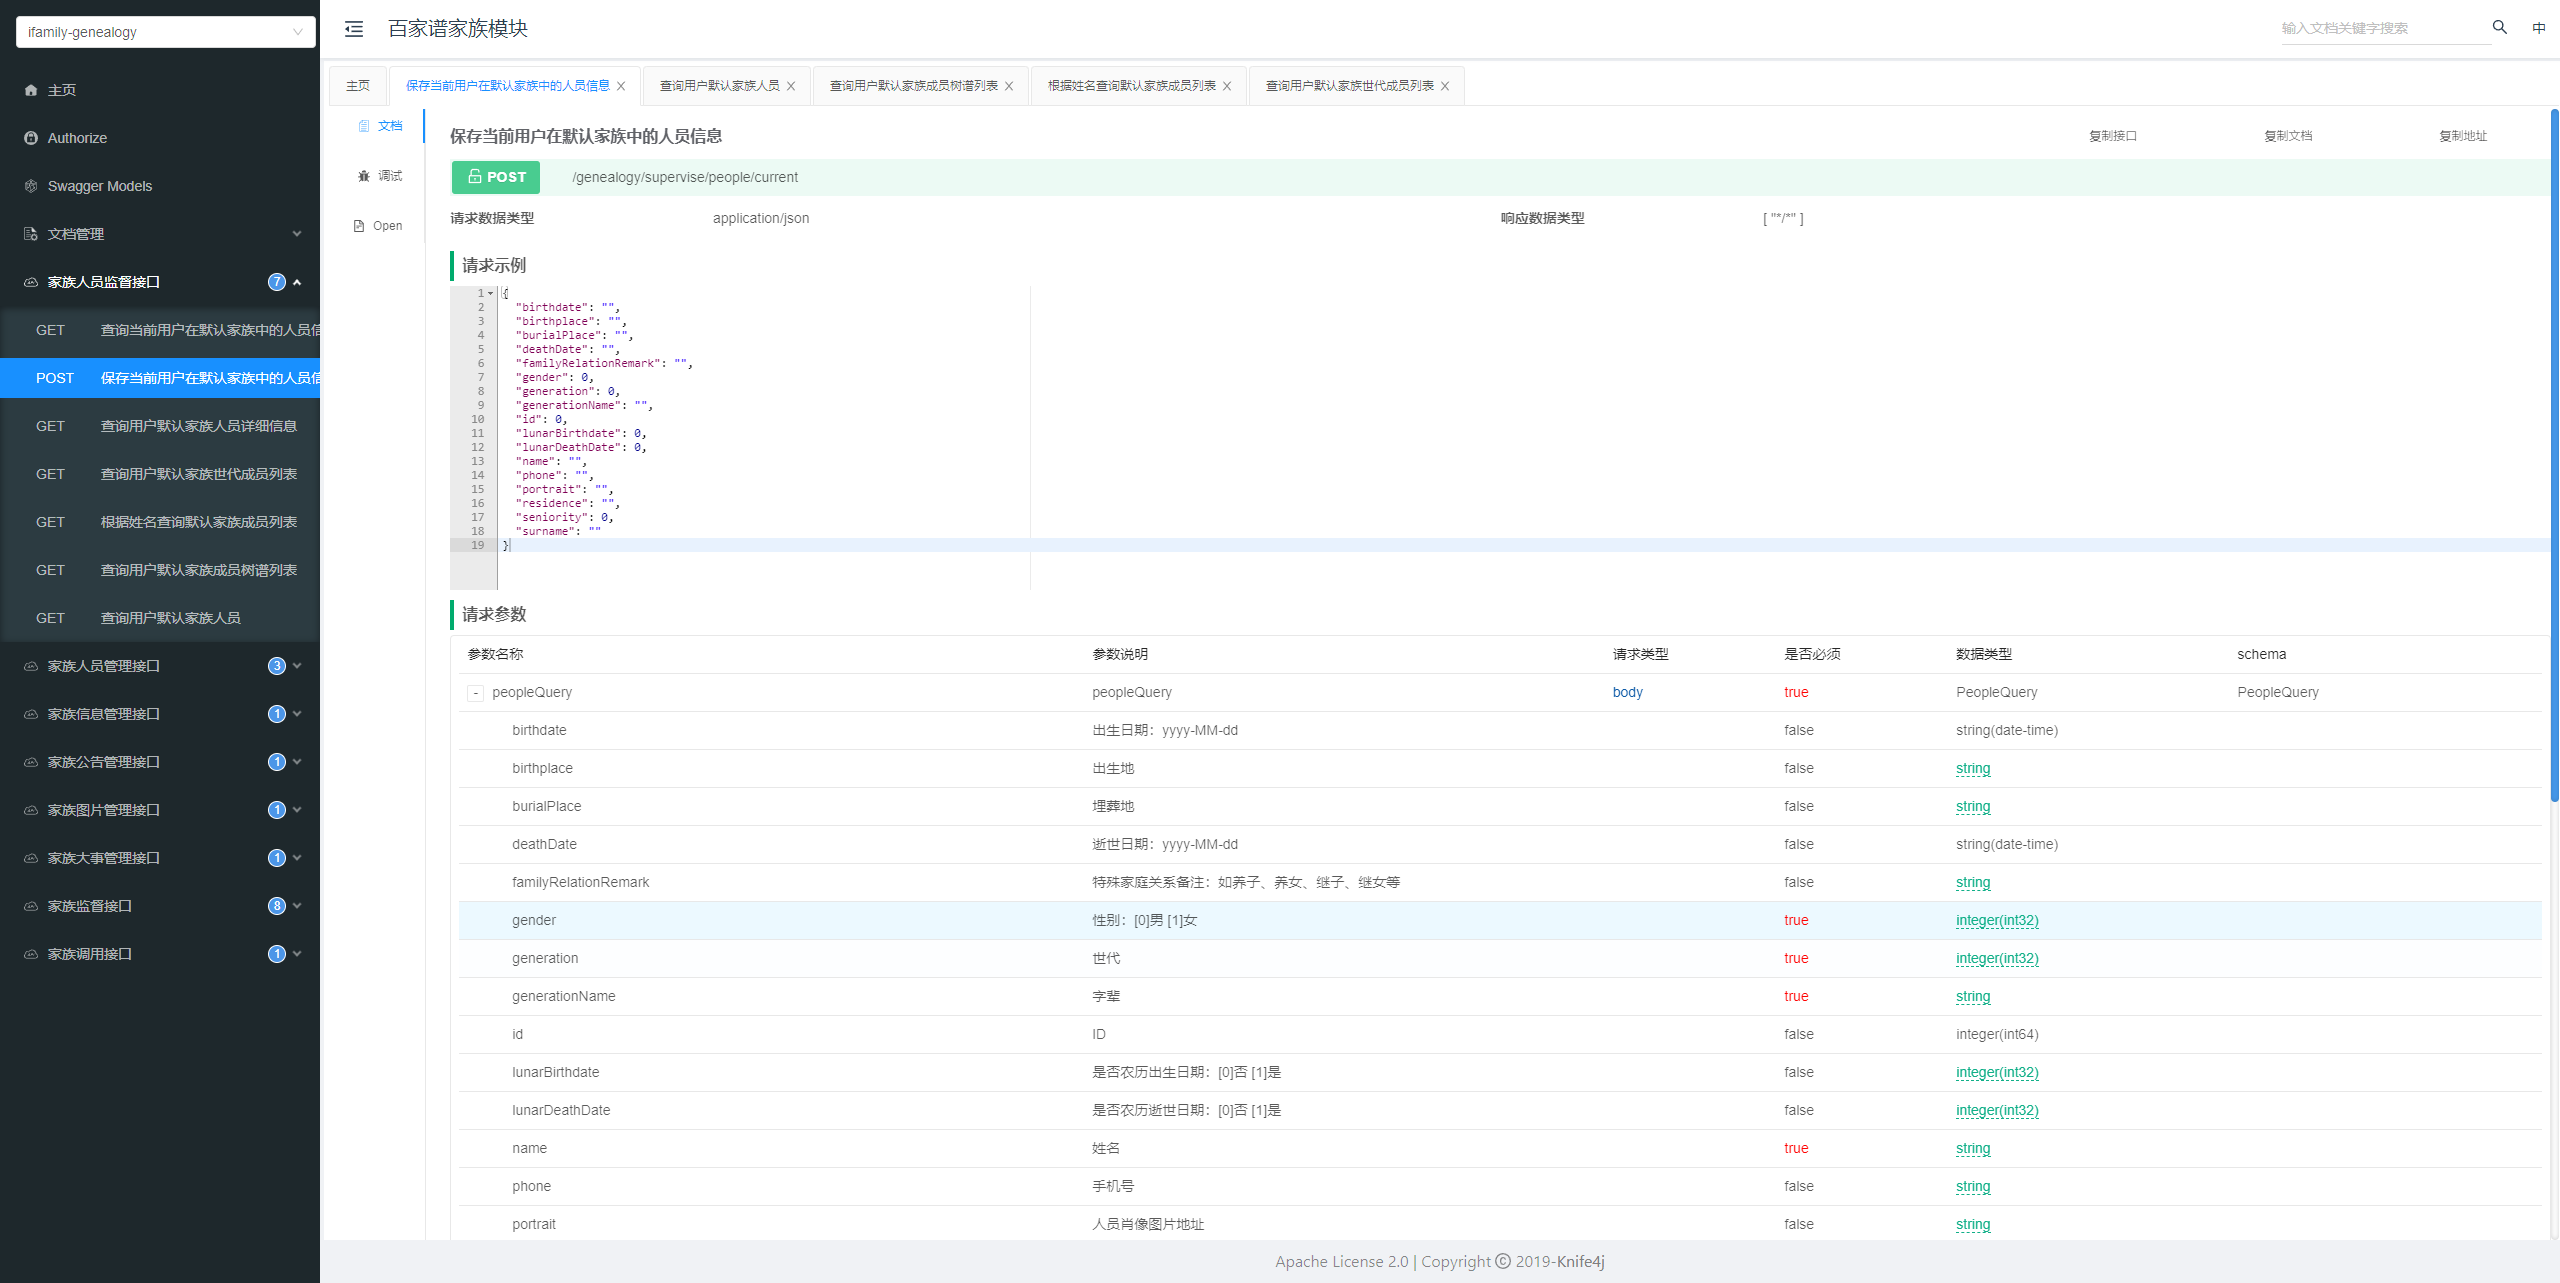 ifamily-genealogy
主页
Authorize
Swagger Models
文档管理
家族人员监督接口 7
GET 查询当前用户在默认家族中的人员信
POST 保存当前用户在默认家族中的人员信
GET 查询用户默认家族人员详细信息
GET 查询用户默认家族世代成员列表
GET 根据姓名查询默认家族成员列表
GET 查询用户默认家族成员树谱列表
GET 查询用户默认家族人员
家族人员管理接口 3
家族信息管理接口 1
家族公告管理接口 1
家族图片管理接口 1
家族大事管理接口 1
家族监督接口 8
家族调用接口 1
百家谱家族模块
输入文档关键字搜索 中
主页 保存当前用户在默认家族中的人员信息 查询用户默认家族人员 查询用户默认家族成员树谱列表 根据姓名查询默认家族成员列表 查询用户默认家族世代成员列表
文档
调试
Open
保存当前用户在默认家族中的人员信息 复制接口 复制文档 复制地址
POST /genealogy/supervise/people/current
请求数据类型 application/json 响应数据类型 [ "*/*" ]
请求示例
1 {
2 "birthdate": "",
3 "birthplace": "",
4 "burialPlace": "",
5 "deathDate": "",
6 "familyRelationRemark": "",
7 "gender": 0,
8 "generation": 0,
9 "generationName": "",
10 "id": 0,
11 "lunarBirthdate": 0,
12 "lunarDeathDate": 0,
13 "name": "",
14 "phone": "",
15 "portrait": "",
16 "residence": "",
17 "seniority": 0,
18 "surname": ""
19 }
请求参数
参数名称 参数说明 请求类型 是否必须 数据类型 schema
- peopleQuery peopleQuery body true PeopleQuery PeopleQuery
birthdate 出生日期：yyyy-MM-dd false string(date-time)
birthplace 出生地 false string
burialPlace 埋葬地 false string
deathDate 逝世日期：yyyy-MM-dd false string(date-time)
familyRelationRemark 特殊家庭关系备注：如养子、养女、继子、继女等 false string
gender 性别：[0]男 [1]女 true integer(int32)
generation 世代 true integer(int32)
generationName 字辈 true string
id ID false integer(int64)
lunarBirthdate 是否农历出生日期：[0]否 [1]是 false integer(int32)
lunarDeathDate 是否农历逝世日期：[0]否 [1]是 false integer(int32)
name 姓名 true string
phone 手机号 false string
portrait 人员肖像图片地址 false string
Apache License 2.0 | Copyright © 2019-Knife4j